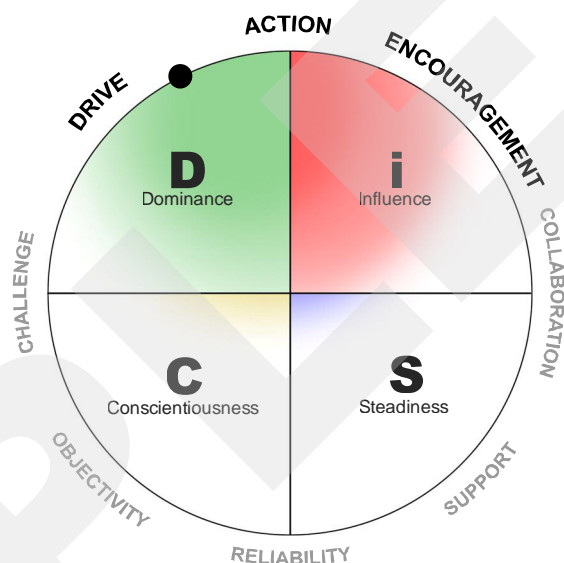 ACTION
DRIVE
ENCOURAGEMENT
D
Dominance
i
Influence
CHALLENGE
COLLABORATION
C
Conscientiousness
S
Steadiness
OBJECTIVITY
SUPPORT
RELIABILITY